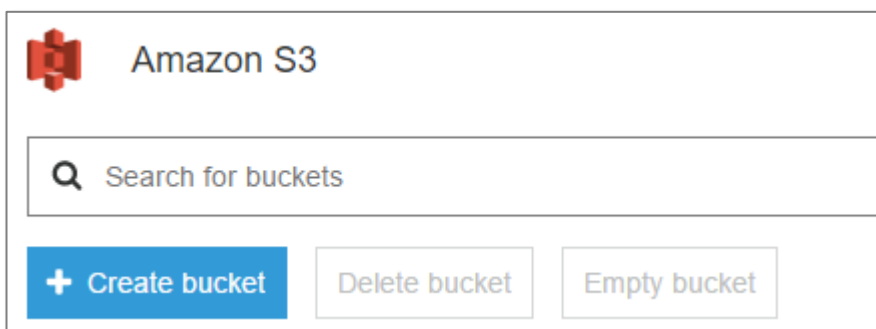 Amazon S3
Search for buckets
Create bucket Delete bucket Empty bucket